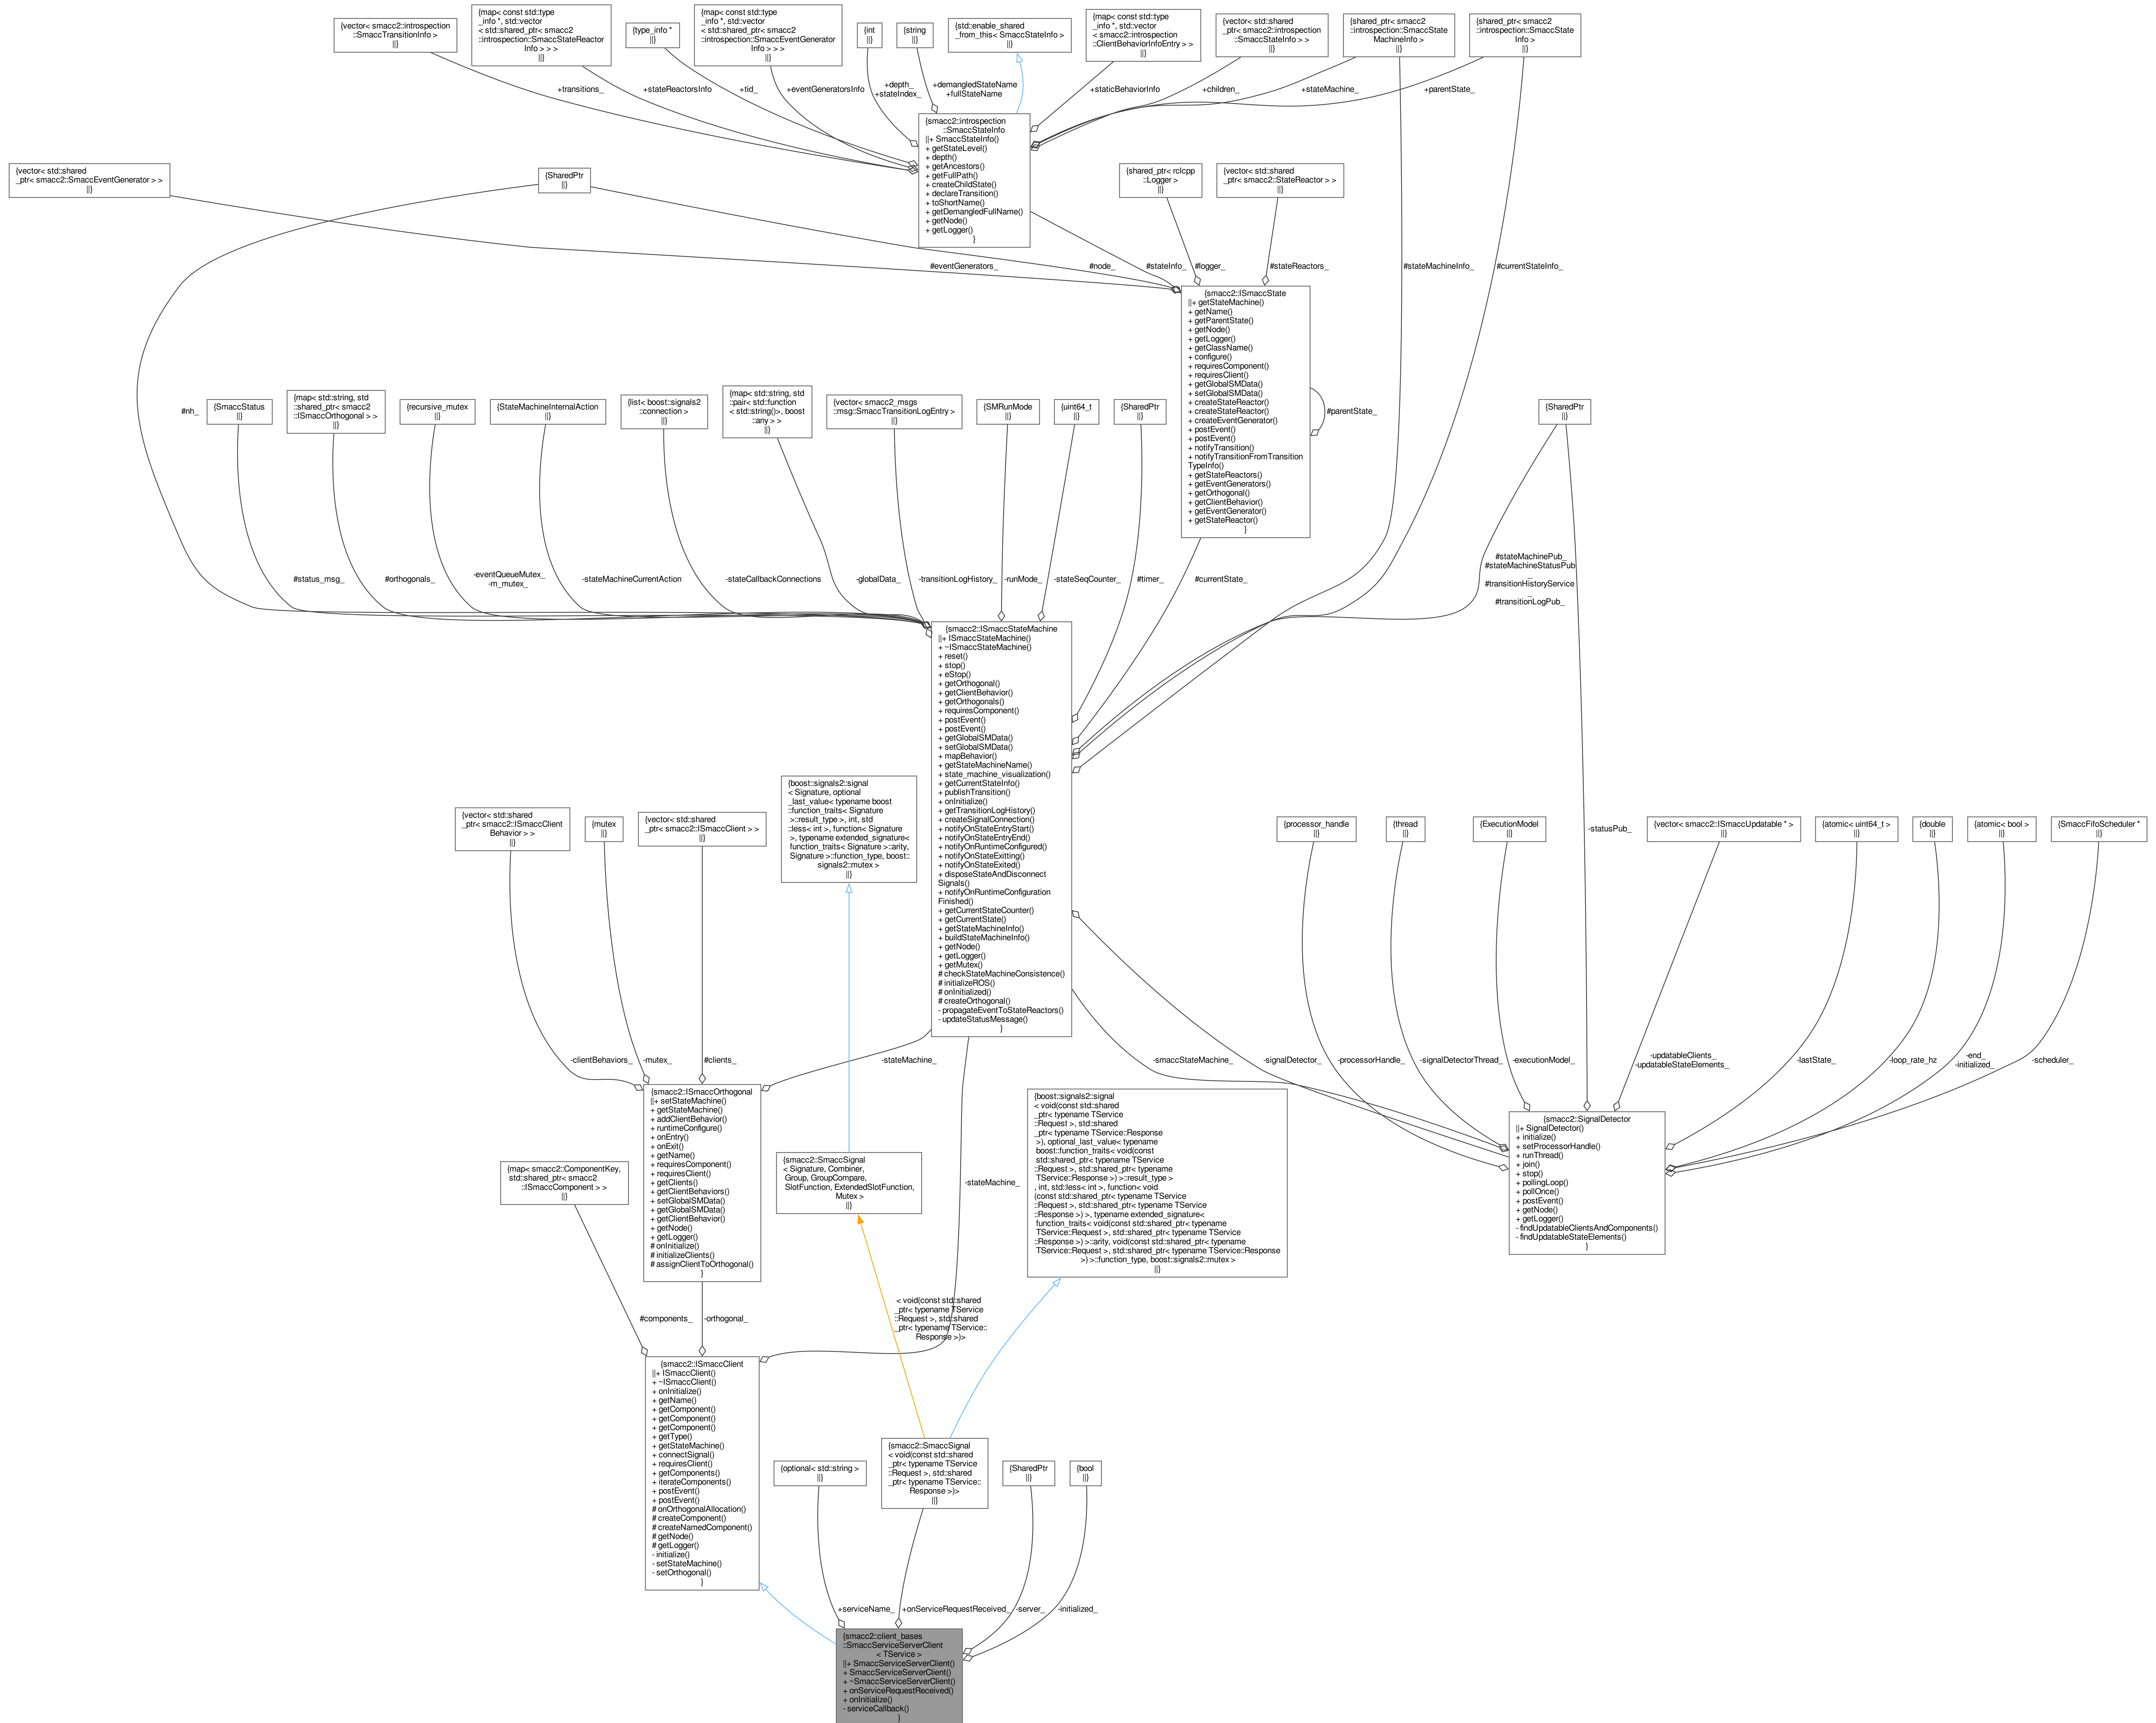 {vector< smacc2::introspection
::SmaccTransitionInfo >
||}
{map< const std::type
_info *, std::vector
< std::shared_ptr< smacc2
::introspection::SmaccStateReactor
Info > > >
||}
{type_info *
||}
{map< const std::type
_info *, std::vector
< std::shared_ptr< smacc2
::introspection::SmaccEventGenerator
Info > > >
||}
{int
||}
{string
||}
{std::enable_shared
_from_this< SmaccStateInfo >
||}
{map< const std::type
_info *, std::vector
< smacc2::introspection
::ClientBehaviorInfoEntry > >
||}
{vector< std::shared
_ptr< smacc2::introspection
::SmaccStateInfo > >
||}
{shared_ptr< smacc2
::introspection::SmaccState
MachineInfo >
||}
{shared_ptr< smacc2
::introspection::SmaccState
Info >
||}
+transitions_
+stateReactorsInfo
+tid_
+eventGeneratorsInfo
+depth_
+stateIndex_
+demangledStateName
+fullStateName
+staticBehaviorInfo
+children_
+stateMachine_
+parentState_
{smacc2::introspection
::SmaccStateInfo
||+ SmaccStateInfo()
+ getStateLevel()
+ depth()
+ getAncestors()
+ getFullPath()
+ createChildState()
+ declareTransition()
+ toShortName()
+ getDemangledFullName()
+ getNode()
+ getLogger()
}
{vector< std::shared
_ptr< smacc2::SmaccEventGenerator > >
||}
{SharedPtr
||}
{shared_ptr< rclcpp
::Logger >
||}
{vector< std::shared
_ptr< smacc2::StateReactor > >
||}
#eventGenerators_
#node_
#stateInfo_
#logger_
#stateReactors_
#stateMachineInfo_
#currentStateInfo_
{smacc2::ISmaccState
||+ getStateMachine()
+ getName()
+ getParentState()
+ getNode()
+ getLogger()
+ getClassName()
+ configure()
+ requiresComponent()
+ requiresClient()
+ getGlobalSMData()
+ setGlobalSMData()
+ createStateReactor()
+ createStateReactor()
+ createEventGenerator()
+ postEvent()
+ postEvent()
+ notifyTransition()
+ notifyTransitionFromTransition
TypeInfo()
+ getStateReactors()
+ getEventGenerators()
+ getOrthogonal()
+ getClientBehavior()
+ getEventGenerator()
+ getStateReactor()
}
#parentState_
#nh_
{SmaccStatus
||}
{map< std::string, std
::shared_ptr< smacc2
::ISmaccOrthogonal > >
||}
{recursive_mutex
||}
{StateMachineInternalAction
||}
{list< boost::signals2
::connection >
||}
{map< std::string, std
::pair< std::function
< std::string()>, boost
::any > >
||}
{vector< smacc2_msgs
::msg::SmaccTransitionLogEntry >
||}
{SMRunMode
||}
{uint64_t
||}
{SharedPtr
||}
{SharedPtr
||}
#status_msg_
#orthogonals_
-eventQueueMutex_
-m_mutex_
-stateMachineCurrentAction
-stateCallbackConnections
-globalData_
-transitionLogHistory_
-runMode_
-stateSeqCounter_
#timer_
#currentState_
#stateMachinePub_
#stateMachineStatusPub
_
#transitionHistoryService
_
#transitionLogPub_
{smacc2::ISmaccStateMachine
||+ ISmaccStateMachine()
+ ~ISmaccStateMachine()
+ reset()
+ stop()
+ eStop()
+ getOrthogonal()
+ getClientBehavior()
+ getOrthogonals()
+ requiresComponent()
+ postEvent()
+ postEvent()
+ getGlobalSMData()
+ setGlobalSMData()
+ mapBehavior()
+ getStateMachineName()
+ state_machine_visualization()
+ getCurrentStateInfo()
+ publishTransition()
+ onInitialize()
+ getTransitionLogHistory()
+ createSignalConnection()
+ notifyOnStateEntryStart()
+ notifyOnStateEntryEnd()
+ notifyOnRuntimeConfigured()
+ notifyOnStateExitting()
+ notifyOnStateExited()
+ disposeStateAndDisconnect
Signals()
+ notifyOnRuntimeConfiguration
Finished()
+ getCurrentStateCounter()
+ getCurrentState()
+ getStateMachineInfo()
+ buildStateMachineInfo()
+ getNode()
+ getLogger()
+ getMutex()
# checkStateMachineConsistence()
# initializeROS()
# onInitialized()
# createOrthogonal()
- propagateEventToStateReactors()
- updateStatusMessage()
}
{vector< std::shared
_ptr< smacc2::ISmaccClient
Behavior > >
||}
{mutex
||}
{vector< std::shared
_ptr< smacc2::ISmaccClient > >
||}
{boost::signals2::signal
< Signature, optional
_last_value< typename boost
::function_traits< Signature
>::result_type >, int, std
::less< int >, function< Signature
>, typename extended_signature<
function_traits< Signature >::arity,
Signature >::function_type, boost::
signals2::mutex >
||}
{processor_handle
||}
{thread
||}
{ExecutionModel
||}
-statusPub_
{vector< smacc2::ISmaccUpdatable * >
||}
{atomic< uint64_t >
||}
{double
||}
{atomic< bool >
||}
{SmaccFifoScheduler *
||}
-clientBehaviors_
-mutex_
#clients_
-stateMachine_
-smaccStateMachine_
-signalDetector_
-processorHandle_
-signalDetectorThread_
-executionModel_
-updatableClients_
-updatableStateElements_
-lastState_
-loop_rate_hz
-end_
-initialized_
-scheduler_
{smacc2::ISmaccOrthogonal
||+ setStateMachine()
+ getStateMachine()
+ addClientBehavior()
+ runtimeConfigure()
+ onEntry()
+ onExit()
+ getName()
+ requiresComponent()
+ requiresClient()
+ getClients()
+ getClientBehaviors()
+ setGlobalSMData()
+ getGlobalSMData()
+ getClientBehavior()
+ getNode()
+ getLogger()
# onInitialize()
# initializeClients()
# assignClientToOrthogonal()
}
{smacc2::SmaccSignal
< Signature, Combiner,
Group, GroupCompare,
SlotFunction, ExtendedSlotFunction,
Mutex >
||}
-stateMachine_
{boost::signals2::signal
< void(const std::shared
_ptr< typename TService
::Request >, std::shared
_ptr< typename TService::Response
>), optional_last_value< typename
boost::function_traits< void(const
std::shared_ptr< typename TService
::Request >, std::shared_ptr< typename
TService::Response >) >::result_type >
, int, std::less< int >, function< void
(const std::shared_ptr< typename TService
::Request >, std::shared_ptr< typename TService
::Response >) >, typename extended_signature<
function_traits< void(const std::shared_ptr< typename
TService::Request >, std::shared_ptr< typename TService
::Response >) >::arity, void(const std::shared_ptr< typename
TService::Request >, std::shared_ptr< typename TService::Response
>) >::function_type, boost::signals2::mutex >
||}
{smacc2::SignalDetector
||+ SignalDetector()
+ initialize()
+ setProcessorHandle()
+ runThread()
+ join()
+ stop()
+ pollingLoop()
+ pollOnce()
+ postEvent()
+ getNode()
+ getLogger()
- findUpdatableClientsAndComponents()
- findUpdatableStateElements()
}
{map< smacc2::ComponentKey,
std::shared_ptr< smacc2
::ISmaccComponent > >
||}
#components_
-orthogonal_
< void(const std::shared
_ptr< typename TService
::Request >, std::shared
_ptr< typename TService::
Response >)>
{smacc2::ISmaccClient
||+ ISmaccClient()
+ ~ISmaccClient()
+ onInitialize()
+ getName()
+ getComponent()
+ getComponent()
+ getComponent()
+ getType()
+ getStateMachine()
+ connectSignal()
+ requiresClient()
+ getComponents()
+ iterateComponents()
+ postEvent()
+ postEvent()
# onOrthogonalAllocation()
# createComponent()
# createNamedComponent()
# getNode()
# getLogger()
- initialize()
- setStateMachine()
- setOrthogonal()
}
{optional< std::string >
||}
{smacc2::SmaccSignal
< void(const std::shared
_ptr< typename TService
::Request >, std::shared
_ptr< typename TService::
Response >)>
||}
{SharedPtr
||}
{bool
||}
+serviceName_
+onServiceRequestReceived_
-server_
-initialized_
{smacc2::client_bases
::SmaccServiceServerClient
< TService >
||+ SmaccServiceServerClient()
+ SmaccServiceServerClient()
+ ~SmaccServiceServerClient()
+ onServiceRequestReceived()
+ onInitialize()
- serviceCallback()
}